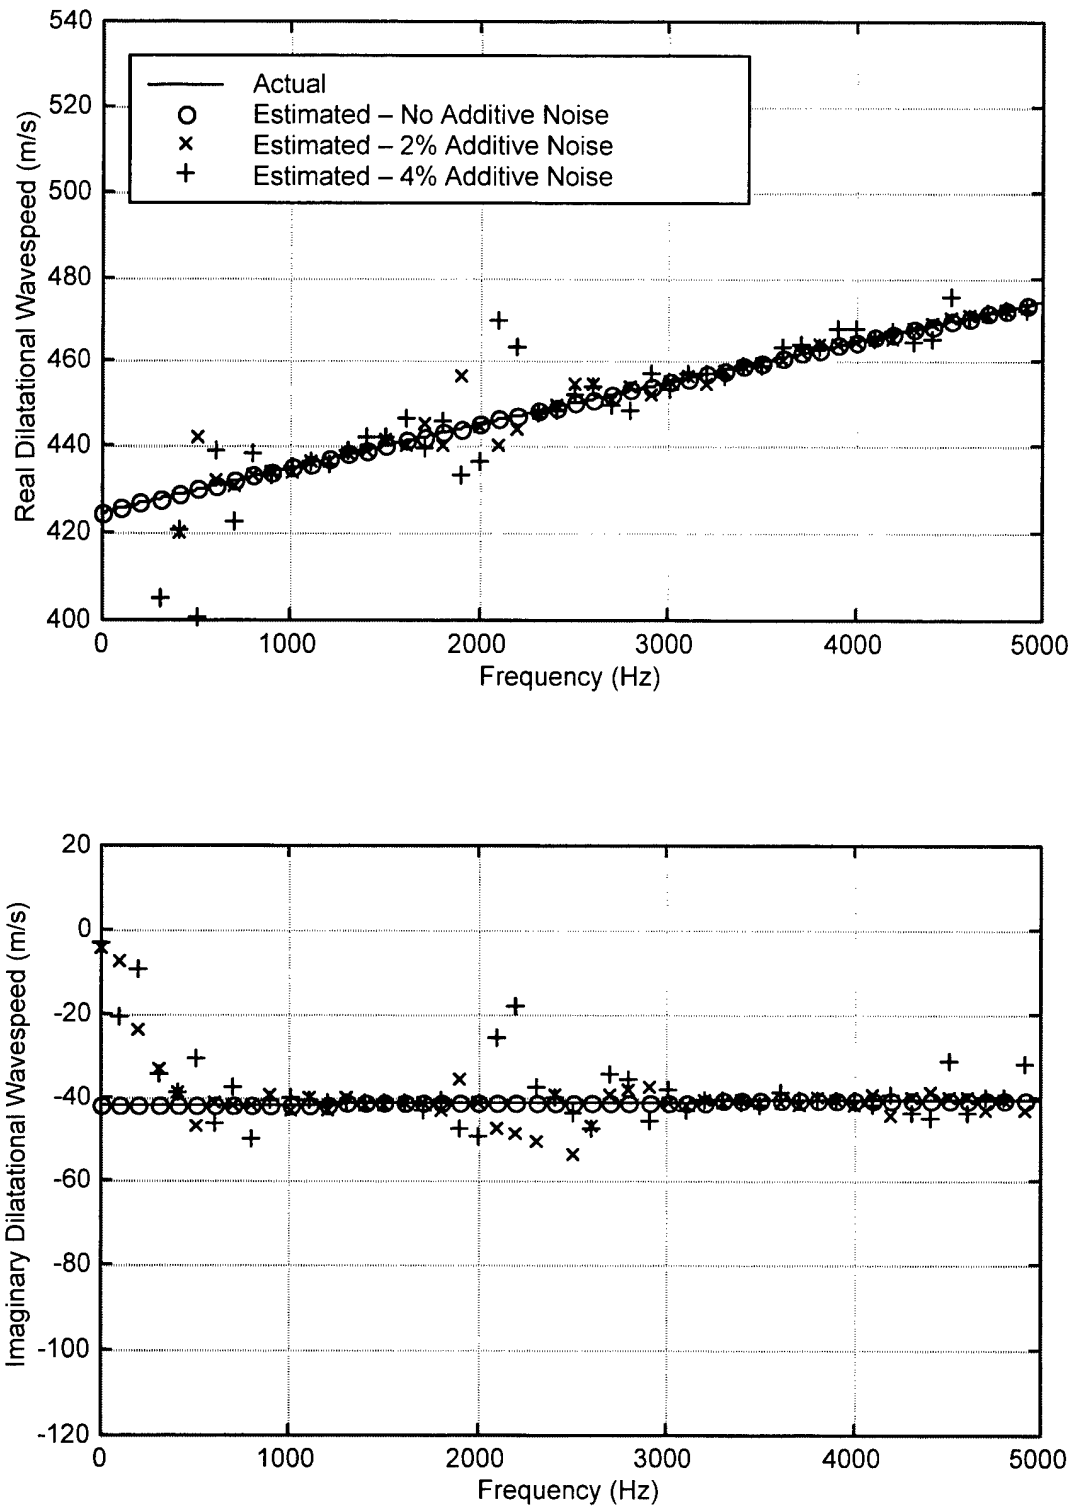 540
520
500
480
460
440
420
400
Real Dilatational Wavespeed (m/s)
Actual
Estimated – No Additive Noise
Estimated – 2% Additive Noise
Estimated – 4% Additive Noise
0 1000 2000 3000 4000 5000
Frequency (Hz)
20
0
-20
-40
-60
-80
-100
-120
Imaginary Dilatational Wavespeed (m/s)
0 1000 2000 3000 4000 5000
Frequency (Hz)